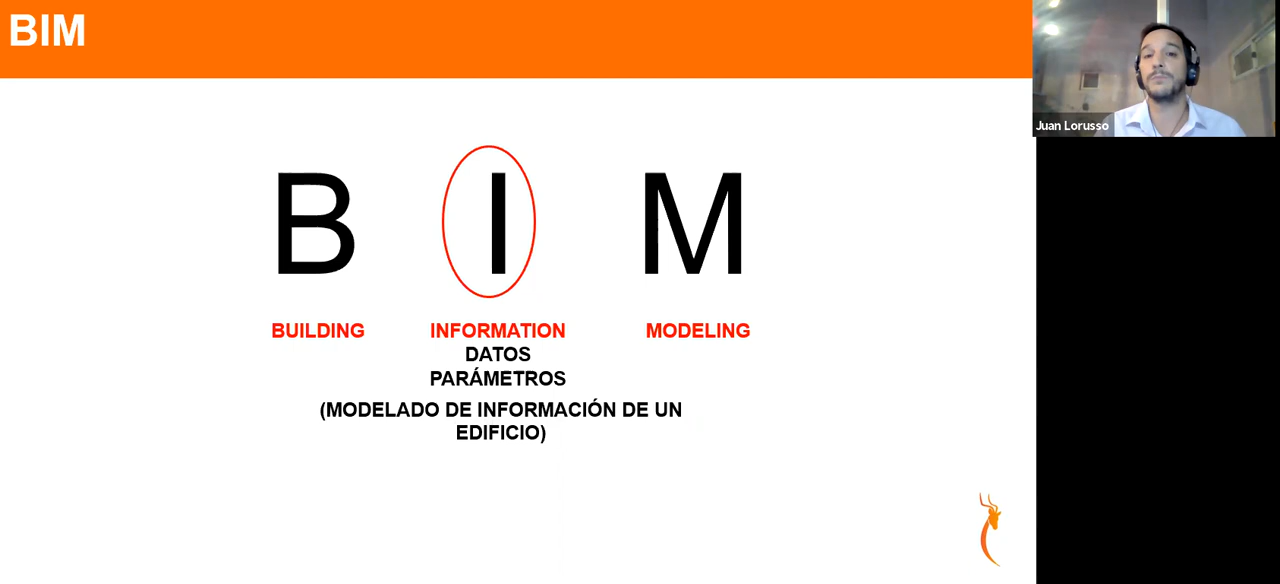 BIM
Juan Lorusso
B I M
BUILDING INFORMATION MODELING
DATOS
PARÁMETROS
(MODELADO DE INFORMACIÓN DE UN
EDIFICIO)